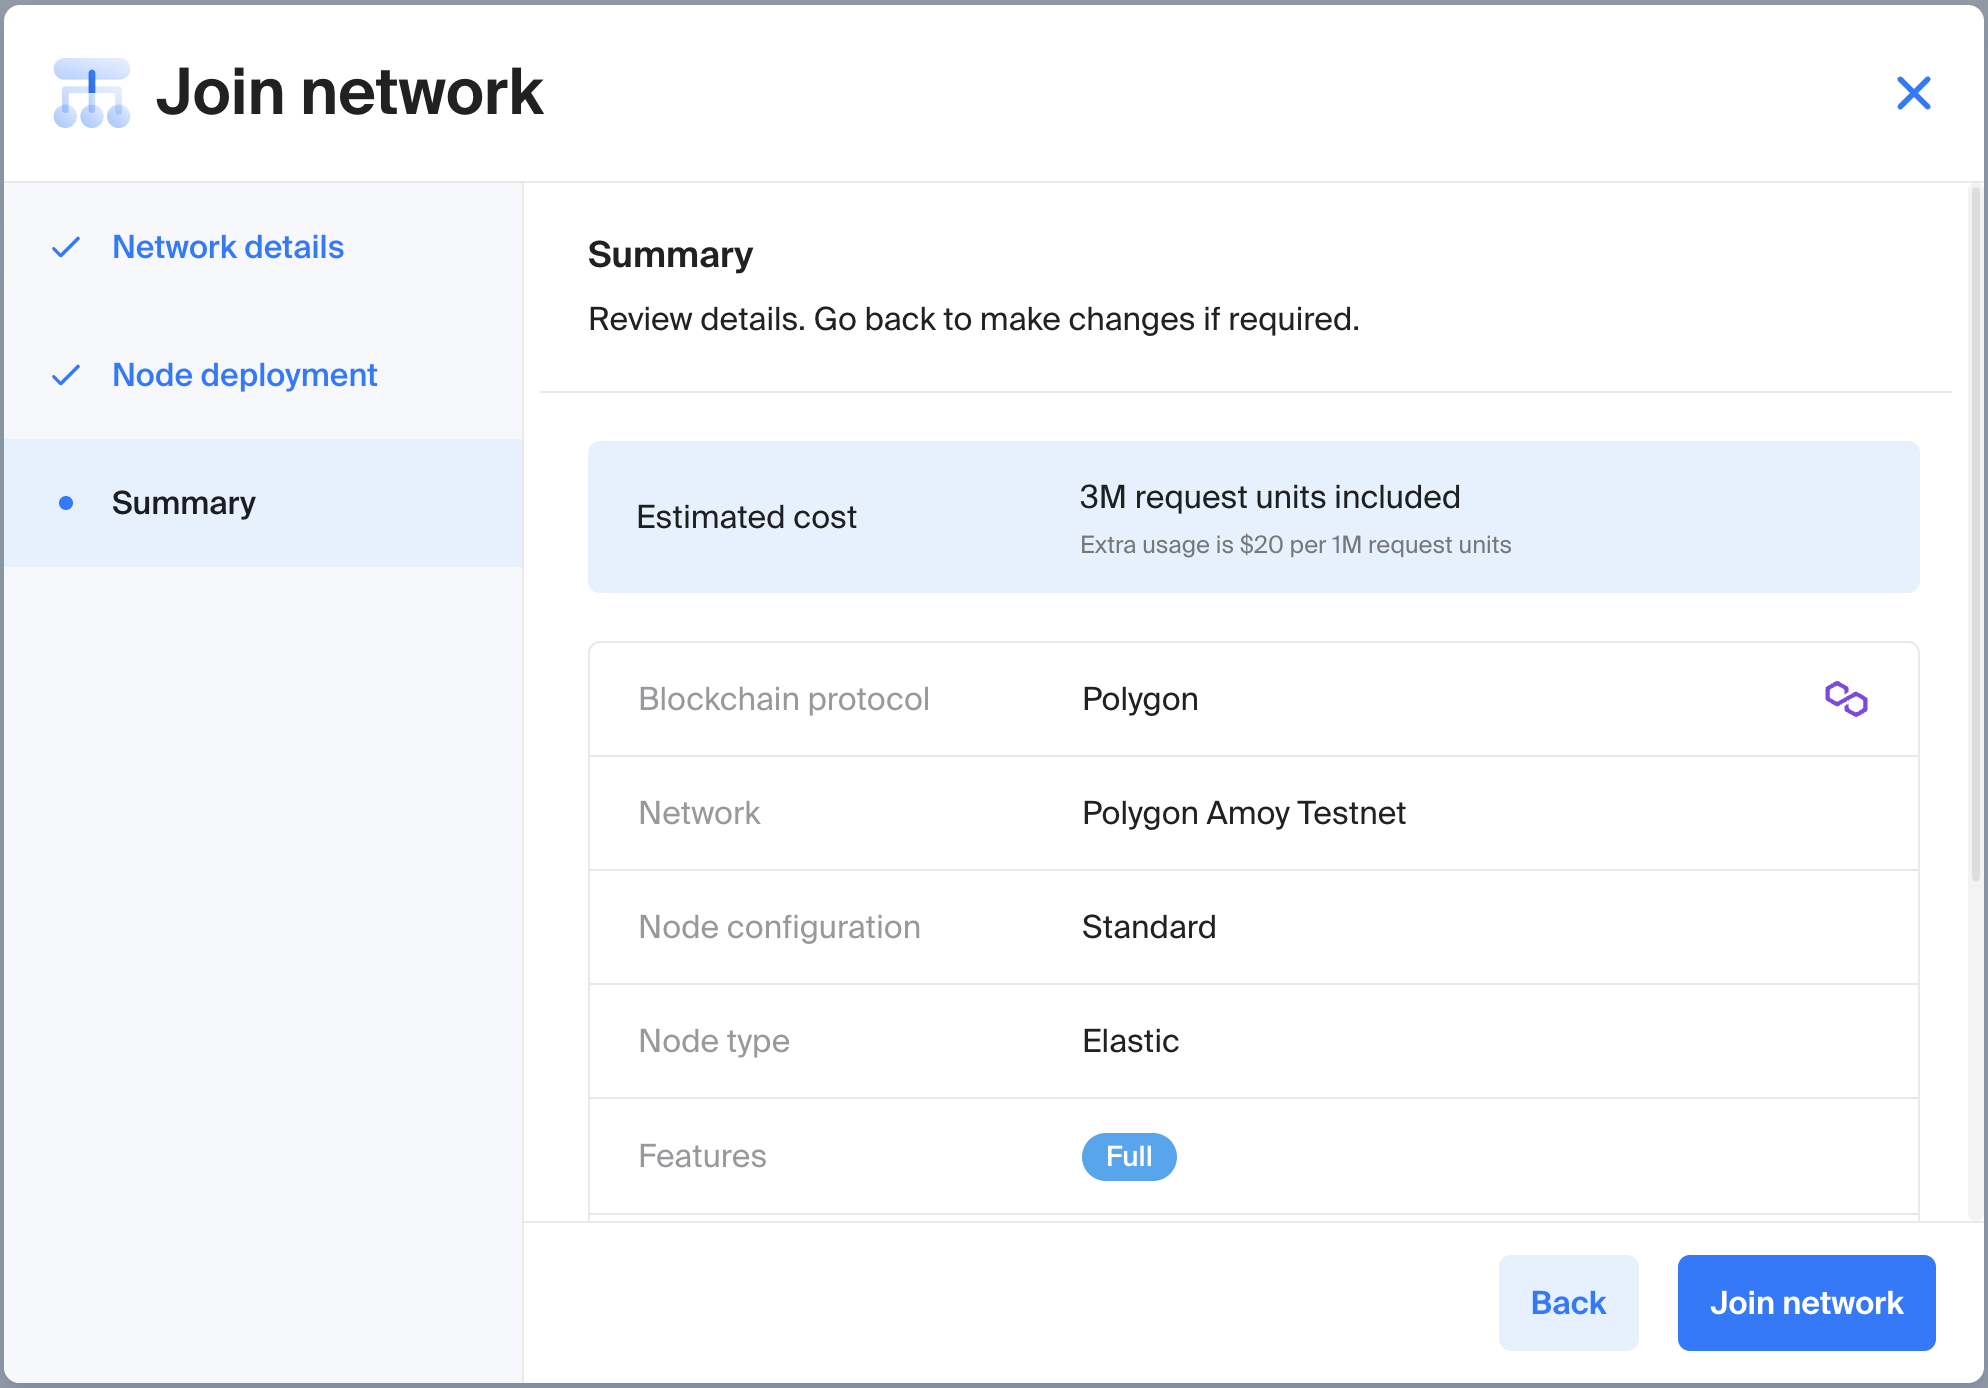 Join network
Network details
Node deployment
Summary
Summary
Review details. Go back to make changes if required.
Estimated cost
3M request units included
Extra usage is $20 per 1M request units
Blockchain protocol Polygon
Network Polygon Amoy Testnet
Node configuration Standard
Node type Elastic
Features Full
Back Join network